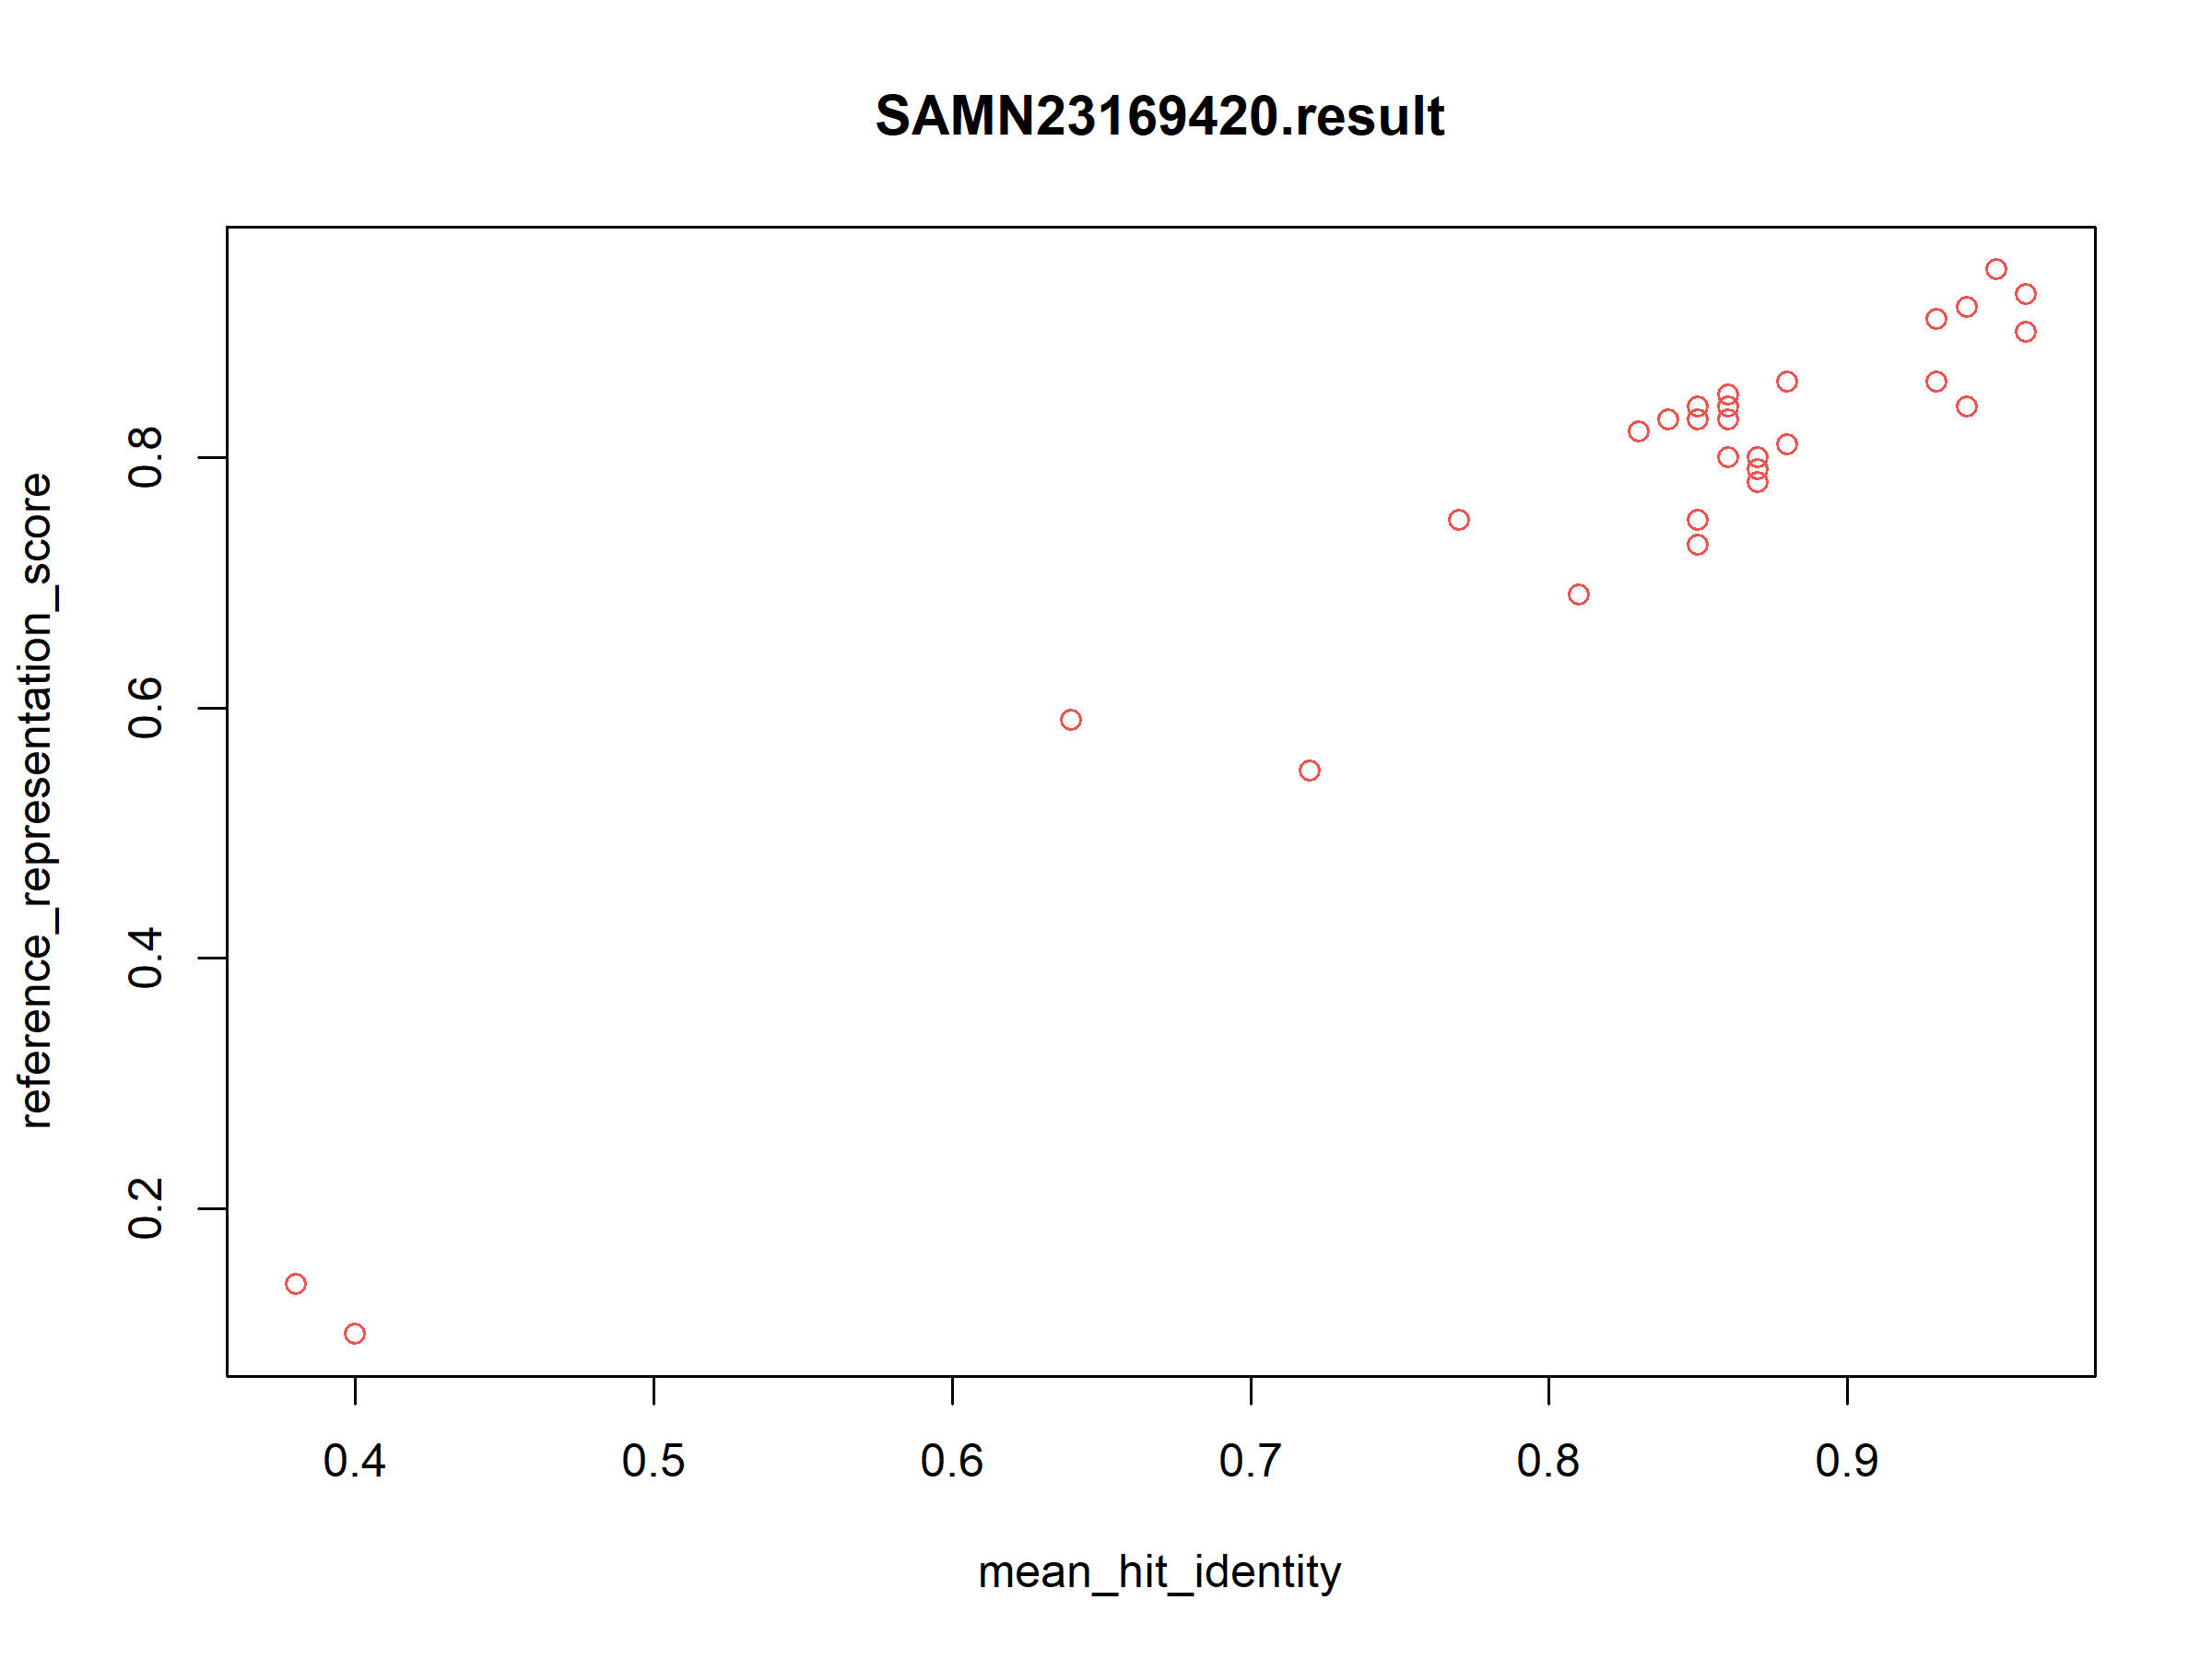 SAMN23169420.result
reference_representation_score
0.8
0.6
0.4
0.2
0.4 0.5 0.6 0.7 0.8 0.9
mean_hit_identity